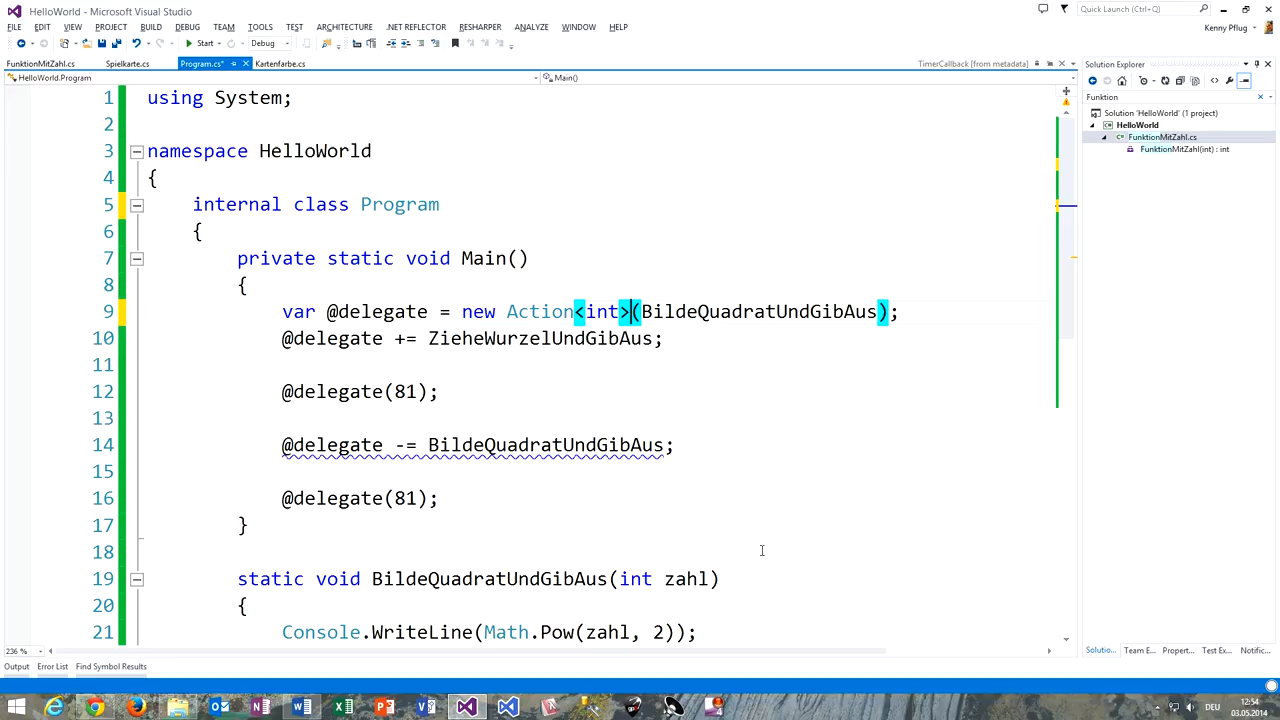 HelloWorld - Microsoft Visual Studio
Quick Launch (Ctrl+Q)
FILE EDIT VIEW PROJECT BUILD DEBUG TEAM TOOLS TEST ARCHITECTURE .NET REFLECTOR RESHARPER ANALYZE WINDOW HELP
Kenny Pflug
Start Debug
FunktionMitZahl.cs Spielkarte.cs Program.cs* Kartenfarbe.cs TimerCallback [from metadata]
Solution Explorer
HelloWorld.Program Main()
Funktion
Solution 'HelloWorld' (1 project)
HelloWorld
FunktionMitZahl.cs
FunktionMitZahl(int) : int
1 using System;
2
3 namespace HelloWorld
4 {
5 internal class Program
6 {
7 private static void Main()
8 {
9 var @delegate = new Action<int>(BildeQuadratUndGibAus);
10 @delegate += ZieheWurzelUndGibAus;
11
12 @delegate(81);
13
14 @delegate -= BildeQuadratUndGibAus;
15
16 @delegate(81);
17 }
18
19 static void BildeQuadratUndGibAus(int zahl)
20 {
21 Console.WriteLine(Math.Pow(zahl, 2));
236 %
Solutio... Team E... Propert... Test Ex... Notific...
Output Error List Find Symbol Results
DEU
12:54
03.05.2014